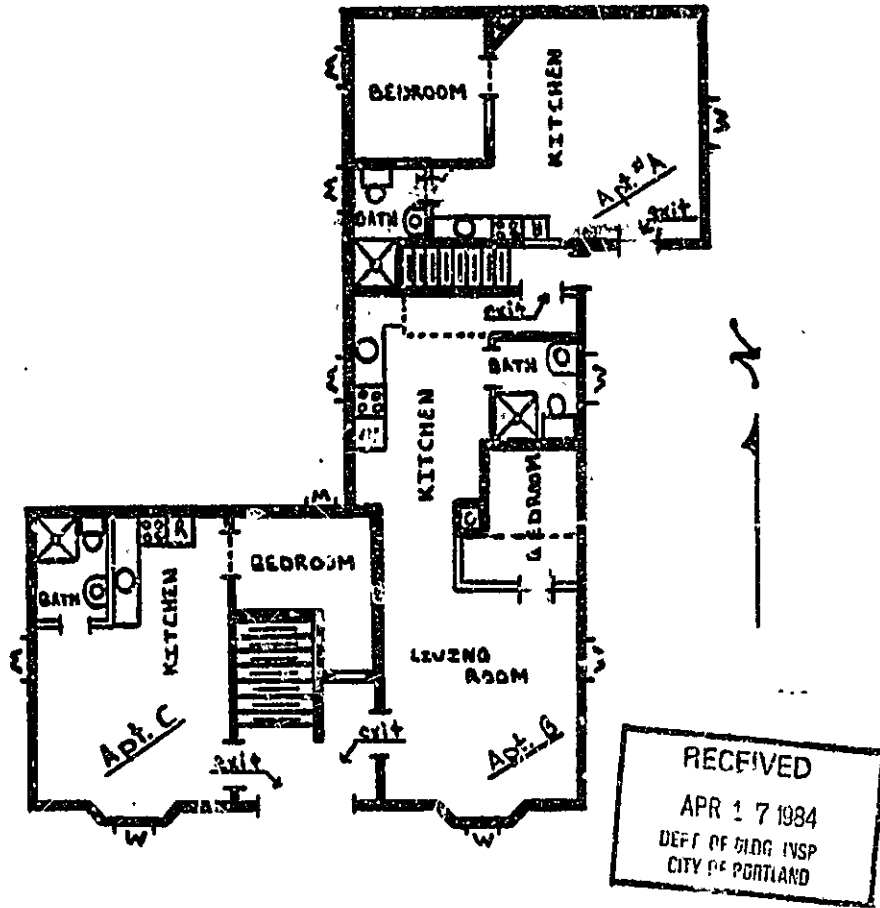 BEDROOM
KITCHEN
W
W
W
Apt. #A
exit
BATH
R
exit
BATH
W
W
KITCHEN
BEDROOM
C
W
R
BEDROOM
BATH
KITCHEN
W
W
LIVING
ROOM
Apt. C
Apt. B
exit
exit
W
W
N
RECEIVED
APR 17 1984
DEPT OF BLDG INSP
CITY OF PORTLAND